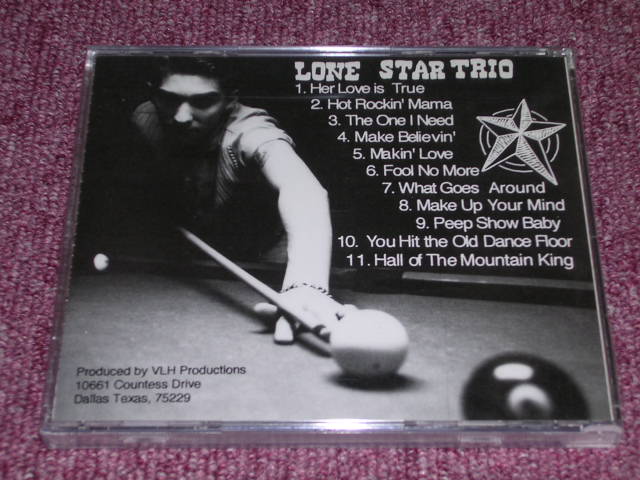 LONE STAR TRIO
1. Her Love is True
2. Hot Rockin' Mama
3. The One I Need
4. Make Believin'
5. Makin' Love
6. Fool No More
7. What Goes Around
8. Make Up Your Mind
9. Peep Show Baby
10. You Hit the Old Dance Floor
11. Hall of The Mountain King
Produced by VLH Productions
10661 Countess Drive
Dallas Texas, 75229